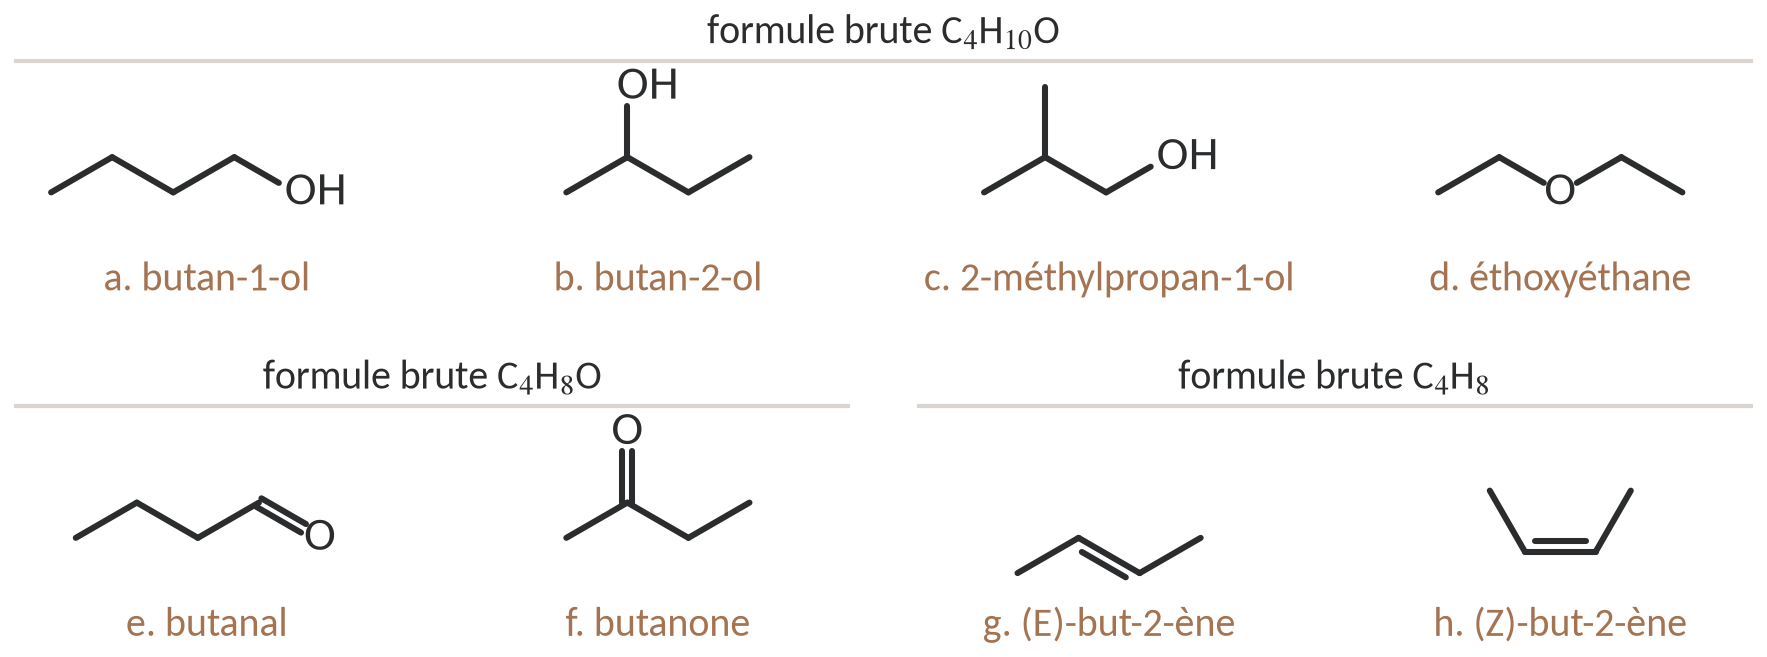 formule brute C₄H₁₀O
OH
OH
OH
O
a. butan-1-ol
b. butan-2-ol
c. 2-méthylpropan-1-ol
d. éthoxyéthane
formule brute C₄H₈O
formule brute C₄H₈
O
O
e. butanal
f. butanone
g. (E)-but-2-ène
h. (Z)-but-2-ène